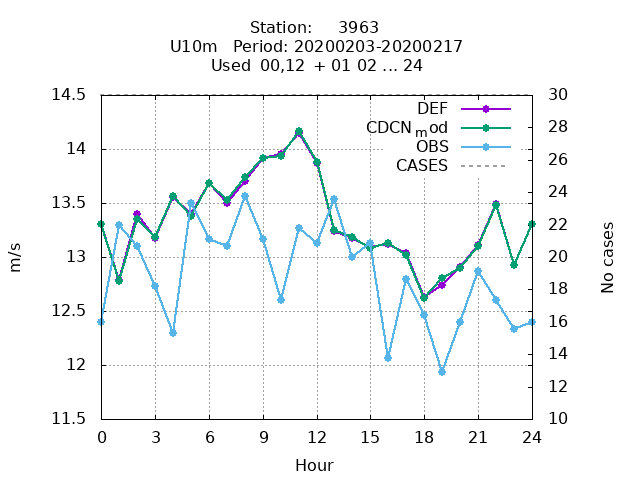 Station: 3963
U10m Period: 20200203-20200217
Used 00,12 + 01 02 ... 24
14.5 30
DEF
28
CDCNmod
14 OBS
26
CASES
24
13.5
22
m/s 13 20 No cases
18
12.5
16
14
12
12
11.5 10
0 3 6 9 12 15 18 21 24
Hour